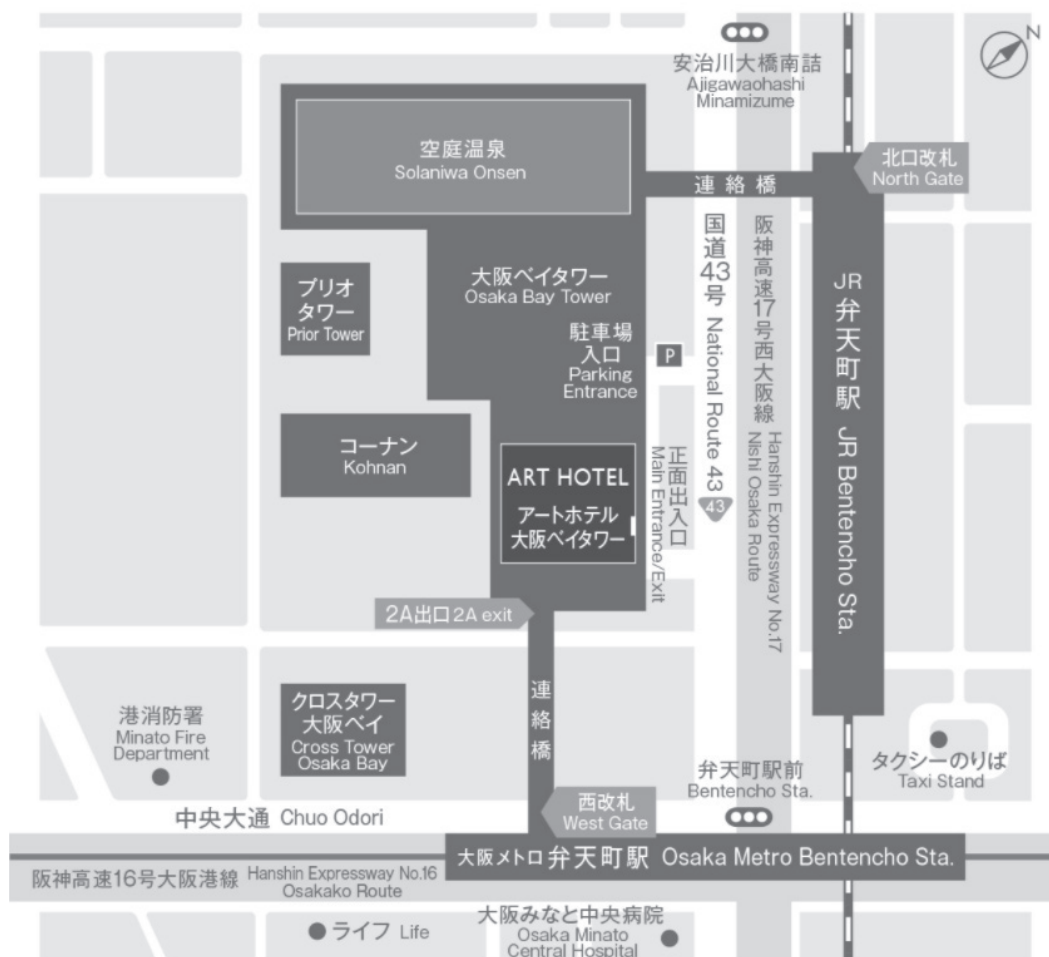 N
安治川大橋南詰
Ajigawaohashi
Minamizume
空庭温泉
Solaniwa Onsen
連絡橋
北口改札
North Gate
大阪ベイタワー
Osaka Bay Tower
ブリオ
タワー
Prior Tower
駐車場
入口
Parking
Entrance
P
国道43号 National Route 43
43
阪神高速17号西大阪線
Hanshin Expressway No.17
Nishi Osaka Route
JR 弁天町駅 JR Bentencho Sta.
コーナン
Kohnan
ART HOTEL
アートホテル
大阪ベイタワー
正面出入口
Main Entrance/Exit
2A出口 2A exit
連絡橋
クロスタワー
大阪ベイ
Cross Tower
Osaka Bay
港消防署
Minato Fire
Department
弁天町駅前
Bentencho Sta.
タクシーのりば
Taxi Stand
西改札
West Gate
中央大通 Chuo Odori
大阪メトロ 弁天町駅 Osaka Metro Bentencho Sta.
阪神高速16号大阪港線 Hanshin Expressway No.16
Osakako Route
ライフ Life
大阪みなと中央病院
Osaka Minato
Central Hospital